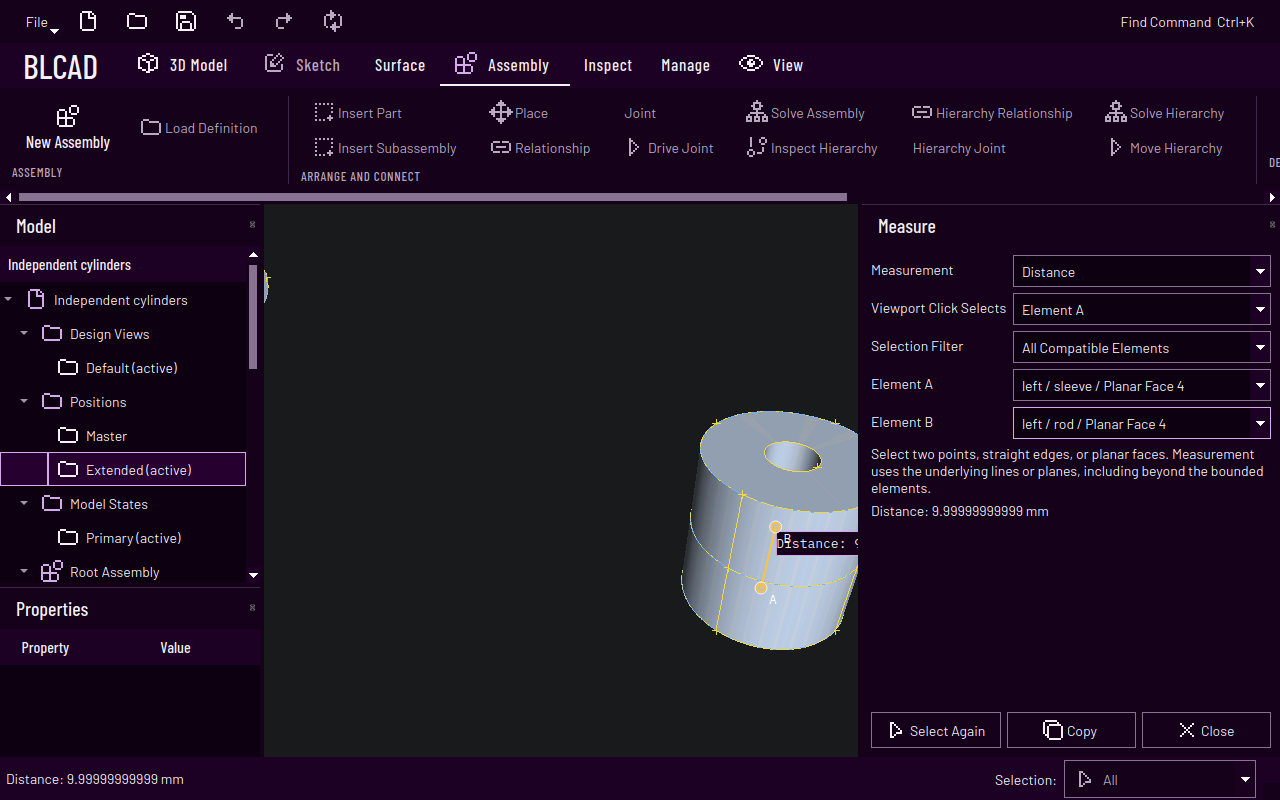 File
Find Command Ctrl+K
BLCAD
3D Model
Sketch
Surface
Assembly
Inspect
Manage
View
New Assembly
Load Definition
ASSEMBLY
Insert Part
Place
Joint
Solve Assembly
Hierarchy Relationship
Solve Hierarchy
Insert Subassembly
Relationship
Drive Joint
Inspect Hierarchy
Hierarchy Joint
Move Hierarchy
ARRANGE AND CONNECT
DE
Model
Independent cylinders
Independent cylinders
Design Views
Default (active)
Positions
Master
Extended (active)
Model States
Primary (active)
Root Assembly
Properties
Property Value
B
Distance: 9
A
Measure
Measurement Distance
Viewport Click Selects Element A
Selection Filter All Compatible Elements
Element A left / sleeve / Planar Face 4
Element B left / rod / Planar Face 4
Select two points, straight edges, or planar faces. Measurement
uses the underlying lines or planes, including beyond the bounded
elements.
Distance: 9.99999999999 mm
Select Again
Copy
Close
Distance: 9.99999999999 mm
Selection: All